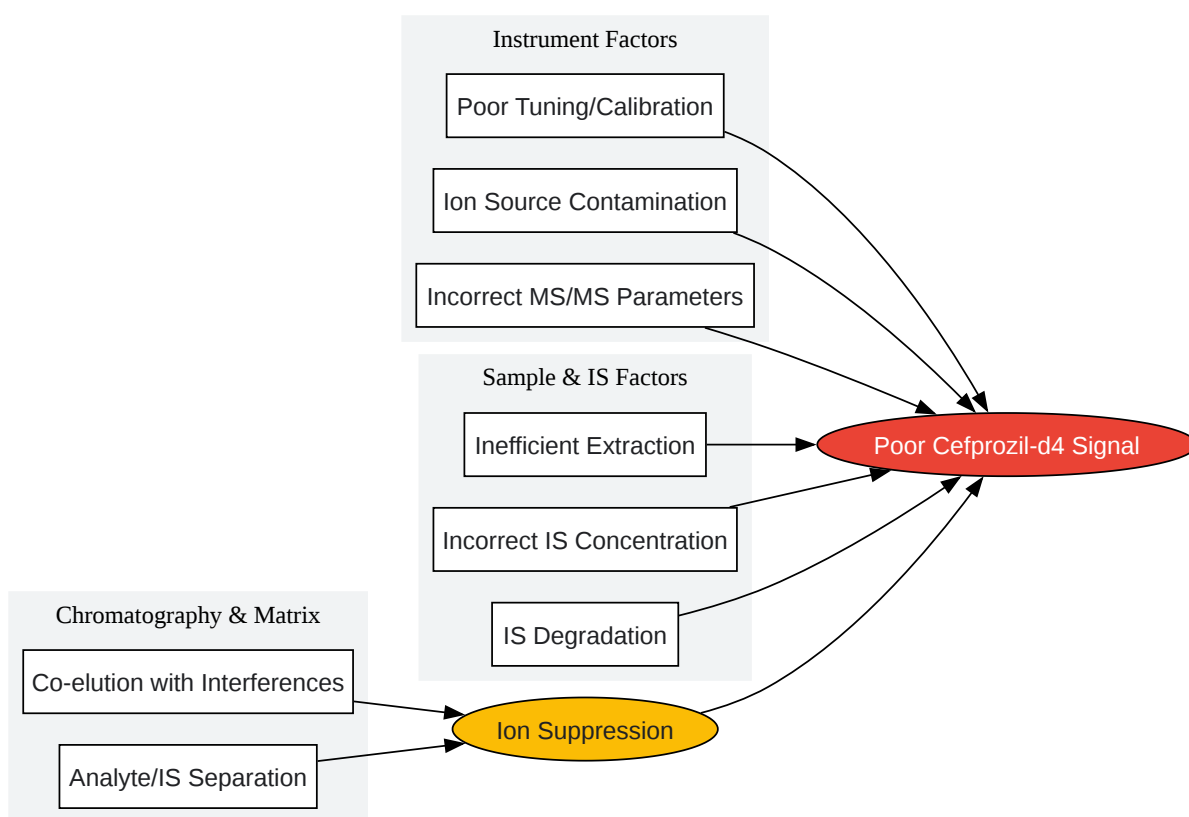 Instrument Factors
Poor Tuning/Calibration
Ion Source Contamination
Incorrect MS/MS Parameters
Sample & IS Factors
Inefficient Extraction
Poor Cefprozil-d4 Signal
Incorrect IS Concentration
IS Degradation
Chromatography & Matrix
Co-elution with Interferences
Ion Suppression
Analyte/IS Separation